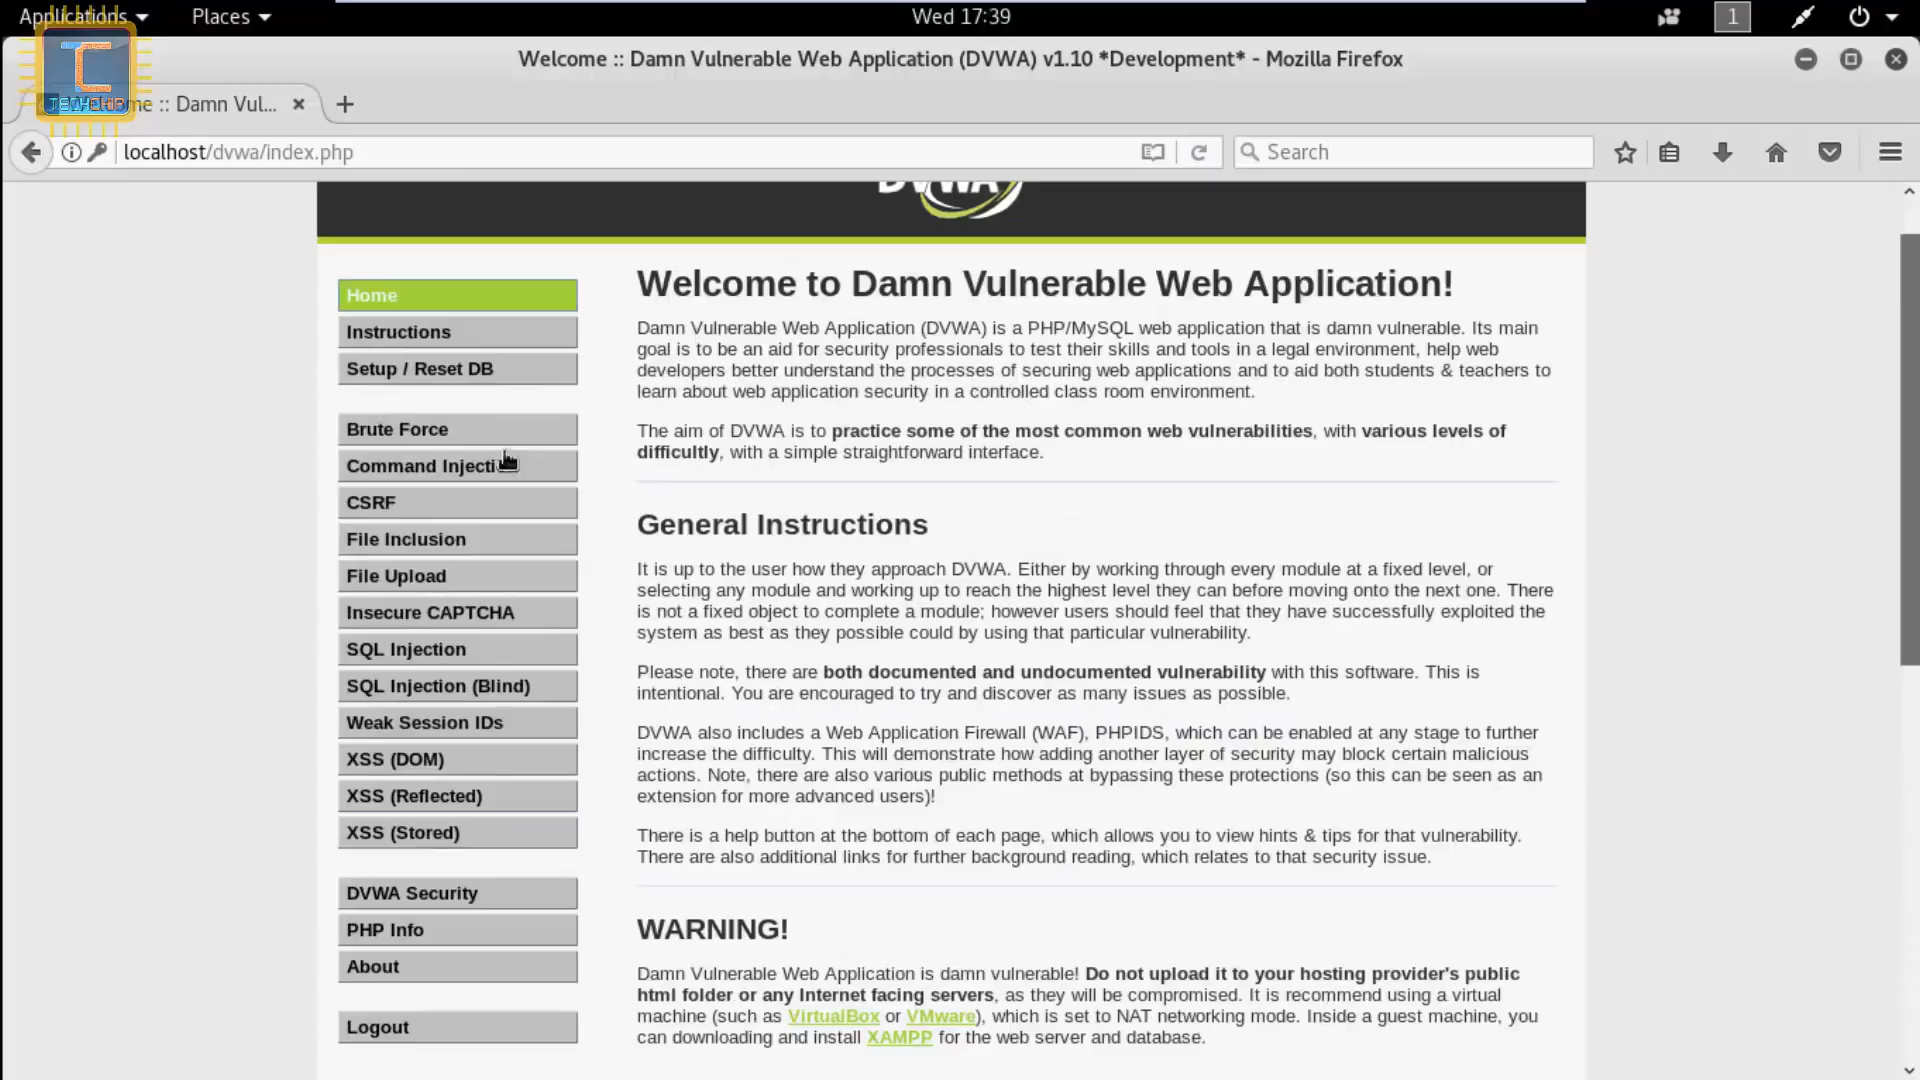 Applications
Places
Wed 17:39
1
Welcome :: Damn Vulnerable Web Application (DVWA) v1.10 *Development* - Mozilla Firefox
TECHCHIP
me :: Damn Vul...
localhost/dvwa/index.php
Search
DVWA
Home
Instructions
Setup / Reset DB
Brute Force
Command Injecti
CSRF
File Inclusion
File Upload
Insecure CAPTCHA
SQL Injection
SQL Injection (Blind)
Weak Session IDs
XSS (DOM)
XSS (Reflected)
XSS (Stored)
DVWA Security
PHP Info
About
Logout
Welcome to Damn Vulnerable Web Application!
Damn Vulnerable Web Application (DVWA) is a PHP/MySQL web application that is damn vulnerable. Its main
goal is to be an aid for security professionals to test their skills and tools in a legal environment, help web
developers better understand the processes of securing web applications and to aid both students & teachers to
learn about web application security in a controlled class room environment.
The aim of DVWA is to practice some of the most common web vulnerabilities, with various levels of
difficultly, with a simple straightforward interface.
General Instructions
It is up to the user how they approach DVWA. Either by working through every module at a fixed level, or
selecting any module and working up to reach the highest level they can before moving onto the next one. There
is not a fixed object to complete a module; however users should feel that they have successfully exploited the
system as best as they possible could by using that particular vulnerability.
Please note, there are both documented and undocumented vulnerability with this software. This is
intentional. You are encouraged to try and discover as many issues as possible.
DVWA also includes a Web Application Firewall (WAF), PHPIDS, which can be enabled at any stage to further
increase the difficulty. This will demonstrate how adding another layer of security may block certain malicious
actions. Note, there are also various public methods at bypassing these protections (so this can be seen as an
extension for more advanced users)!
There is a help button at the bottom of each page, which allows you to view hints & tips for that vulnerability.
There are also additional links for further background reading, which relates to that security issue.
WARNING!
Damn Vulnerable Web Application is damn vulnerable! Do not upload it to your hosting provider's public
html folder or any Internet facing servers, as they will be compromised. It is recommend using a virtual
machine (such as VirtualBox or VMware), which is set to NAT networking mode. Inside a guest machine, you
can downloading and install XAMPP for the web server and database.